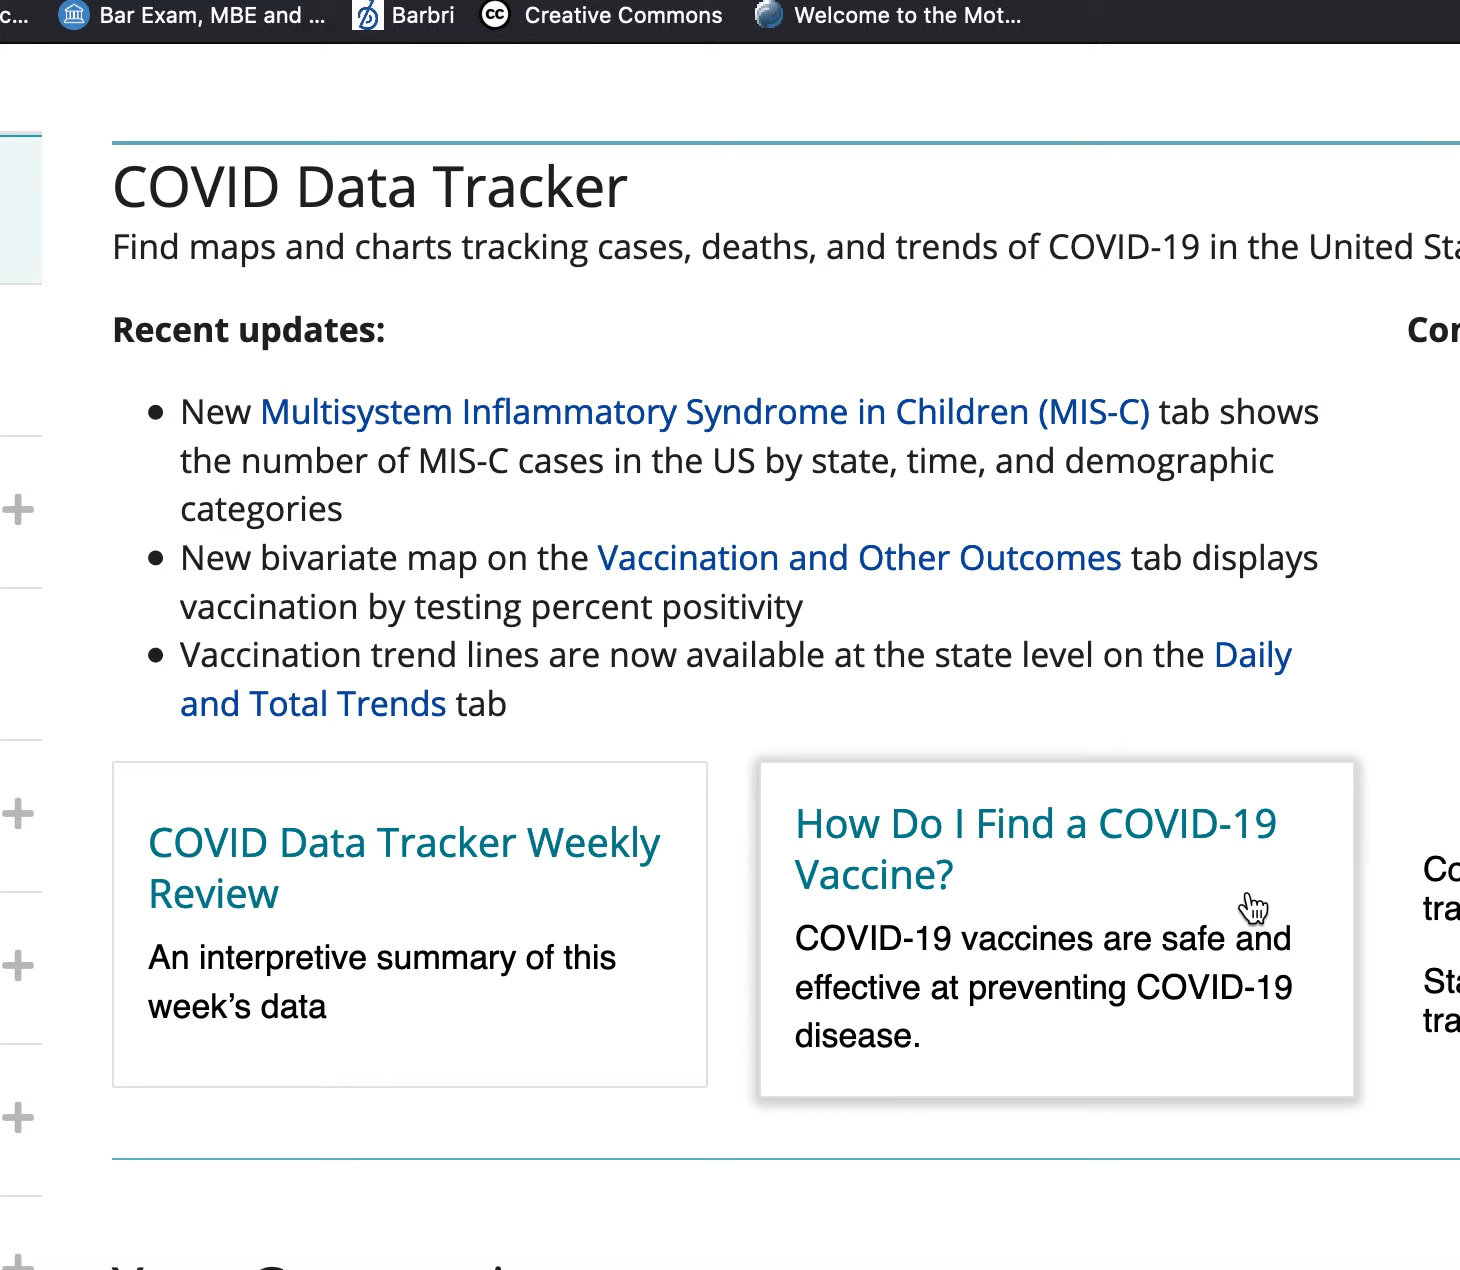 c...
Bar Exam, MBE and ...
Barbri
CC
Creative Commons
Welcome to the Mot...
COVID Data Tracker
Find maps and charts tracking cases, deaths, and trends of COVID-19 in the United Sta
Recent updates:
Con
New Multisystem Inflammatory Syndrome in Children (MIS-C) tab shows
the number of MIS-C cases in the US by state, time, and demographic
categories
New bivariate map on the Vaccination and Other Outcomes tab displays
vaccination by testing percent positivity
Vaccination trend lines are now available at the state level on the Daily
and Total Trends tab
COVID Data Tracker Weekly
Review
An interpretive summary of this
week’s data
How Do I Find a COVID-19
Vaccine?
COVID-19 vaccines are safe and
effective at preventing COVID-19
disease.
Co
tra
Sta
tra